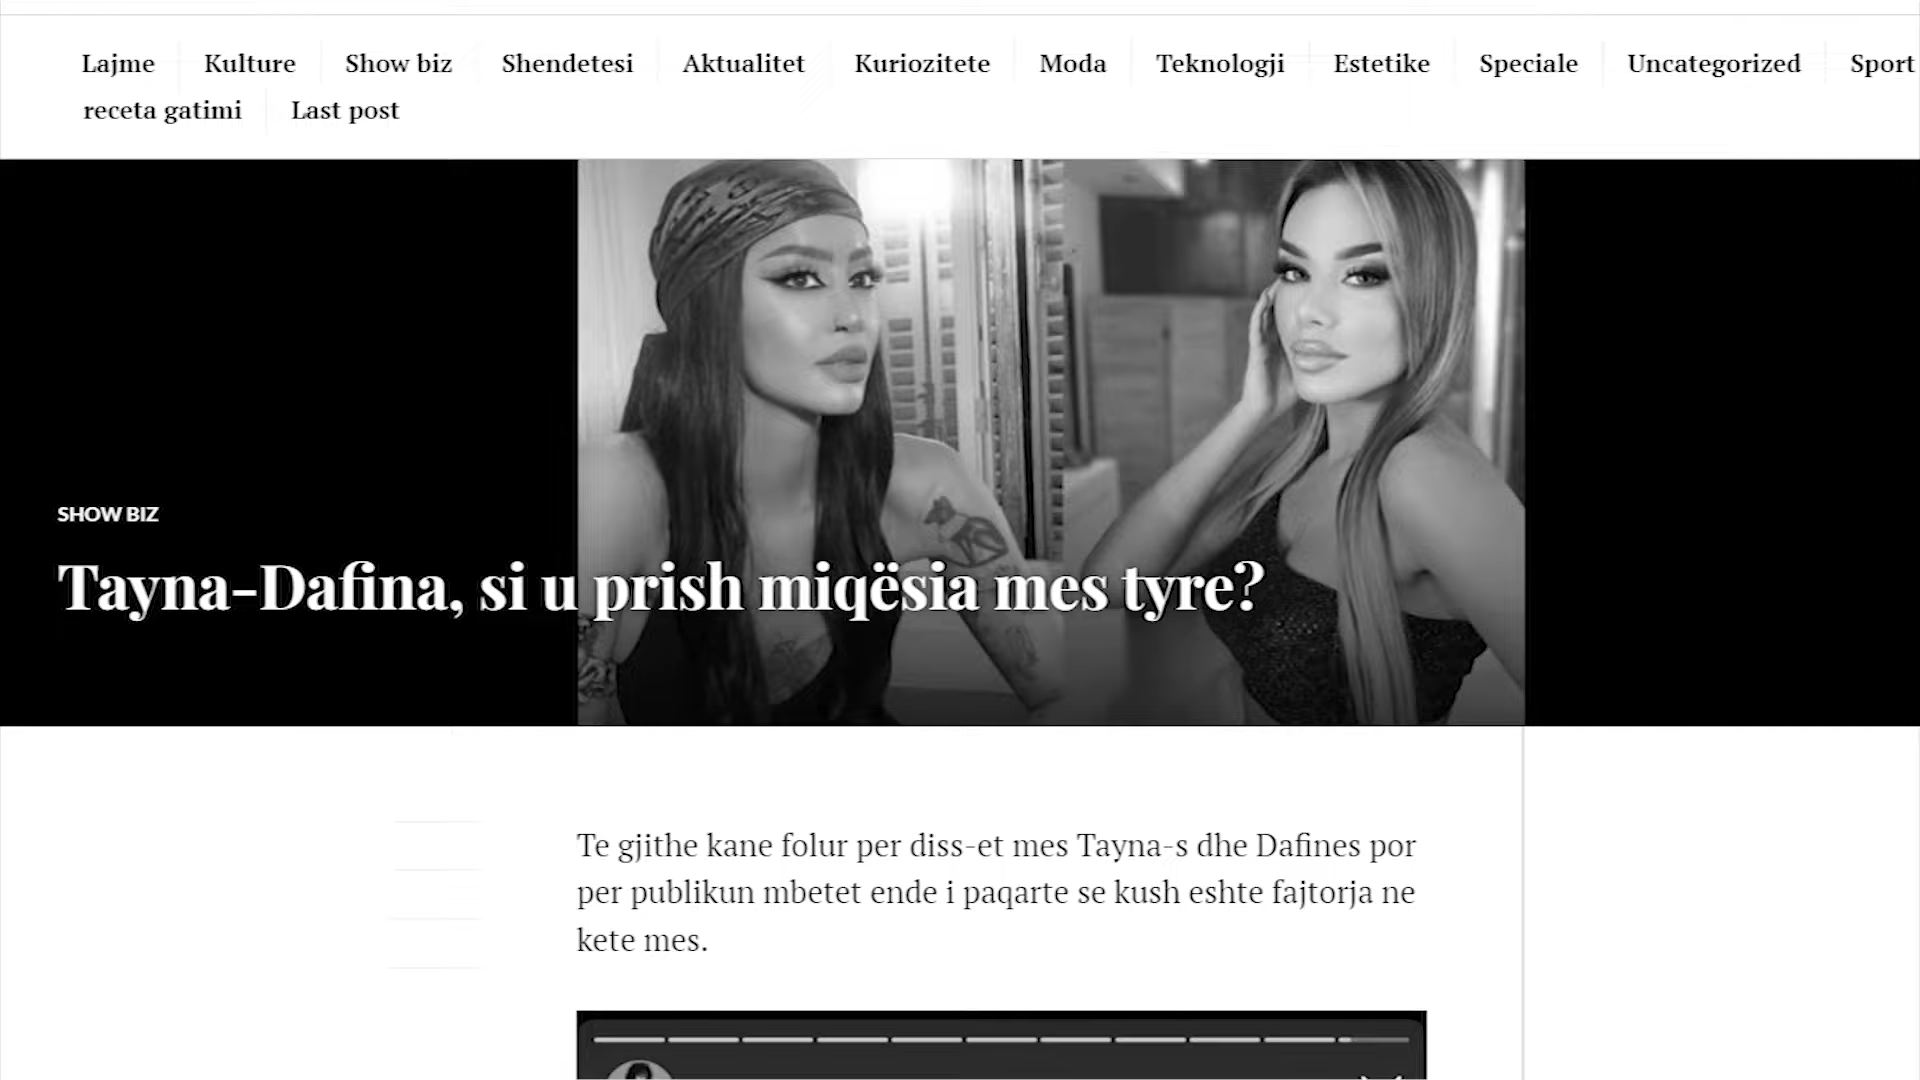 Lajme Kulture Show biz Shendetesi Aktualitet Kuriozitete Moda Teknologji Estetike Speciale Uncategorized Sport
receta gatimi Last post
SHOW BIZ
Tayna-Dafina, si u prish miqësia mes tyre?
Te gjithe kane folur per diss-et mes Tayna-s dhe Dafines por
per publikun mbetet ende i paqarte se kush eshte fajtorja ne
kete mes.